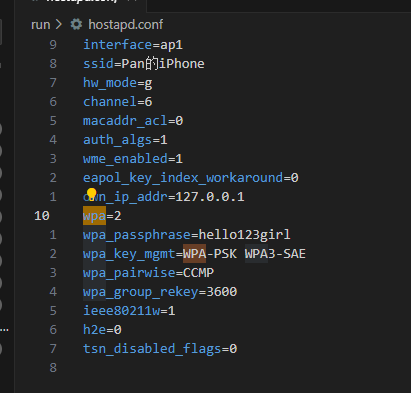 run > hostapd.conf
9 interface=ap1
8 ssid=Pan的iPhone
7 hw_mode=g
6 channel=6
5 macaddr_acl=0
4 auth_algs=1
3 wme_enabled=1
2 eapol_key_index_workaround=0
1 own_ip_addr=127.0.0.1
10 wpa=2
1 wpa_passphrase=hello123girl
2 wpa_key_mgmt=WPA-PSK WPA3-SAE
3 wpa_pairwise=CCMP
4 wpa_group_rekey=3600
5 ieee80211w=1
6 h2e=0
7 tsn_disabled_flags=0
8